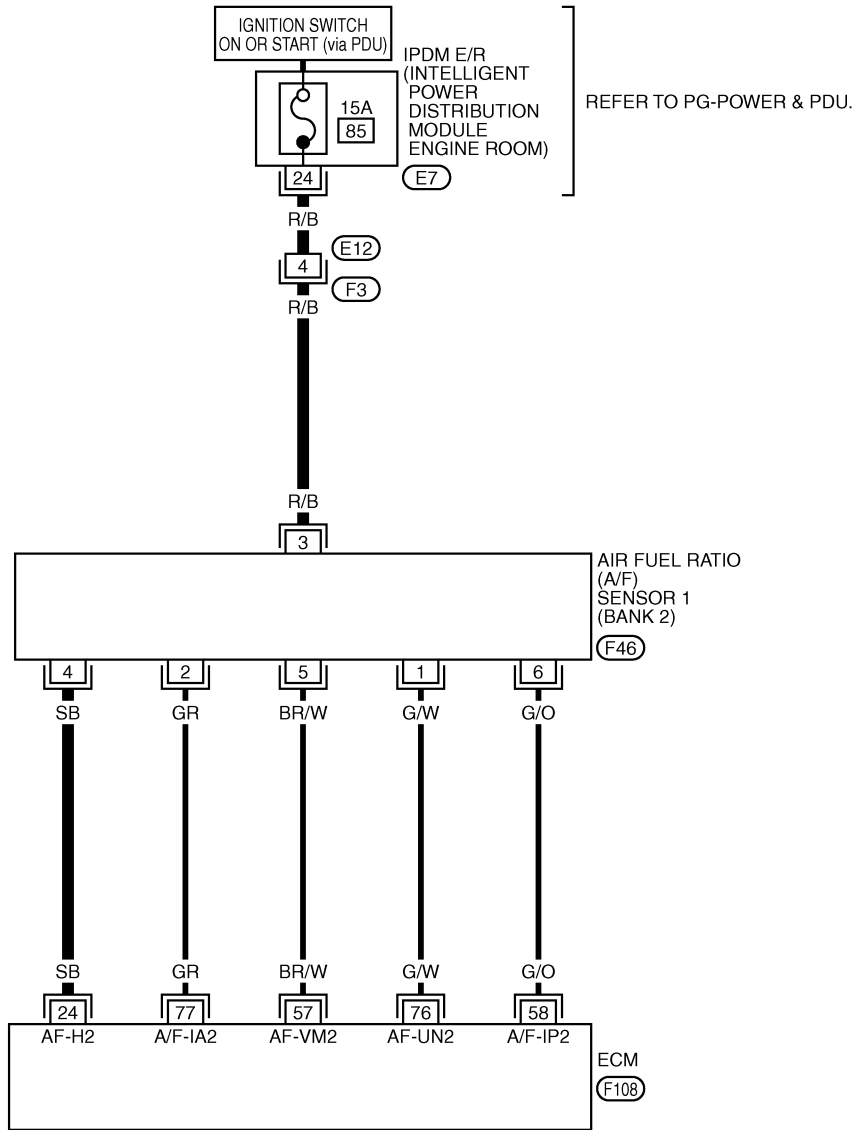 IGNITION SWITCH
ON OR START (via PDU)
IPDM E/R
(INTELLIGENT
POWER
DISTRIBUTION
MODULE
ENGINE ROOM)
REFER TO PG-POWER & PDU.
15A
85
24
E7
R/B
E12
4
F3
R/B
R/B
3
AIR FUEL RATIO
(A/F)
SENSOR 1
(BANK 2)
F46
4 2 5 1 6
SB GR BR/W G/W G/O
SB GR BR/W G/W G/O
24 77 57 76 58
AF-H2 A/F-IA2 AF-VM2 AF-UN2 A/F-IP2
ECM
F108